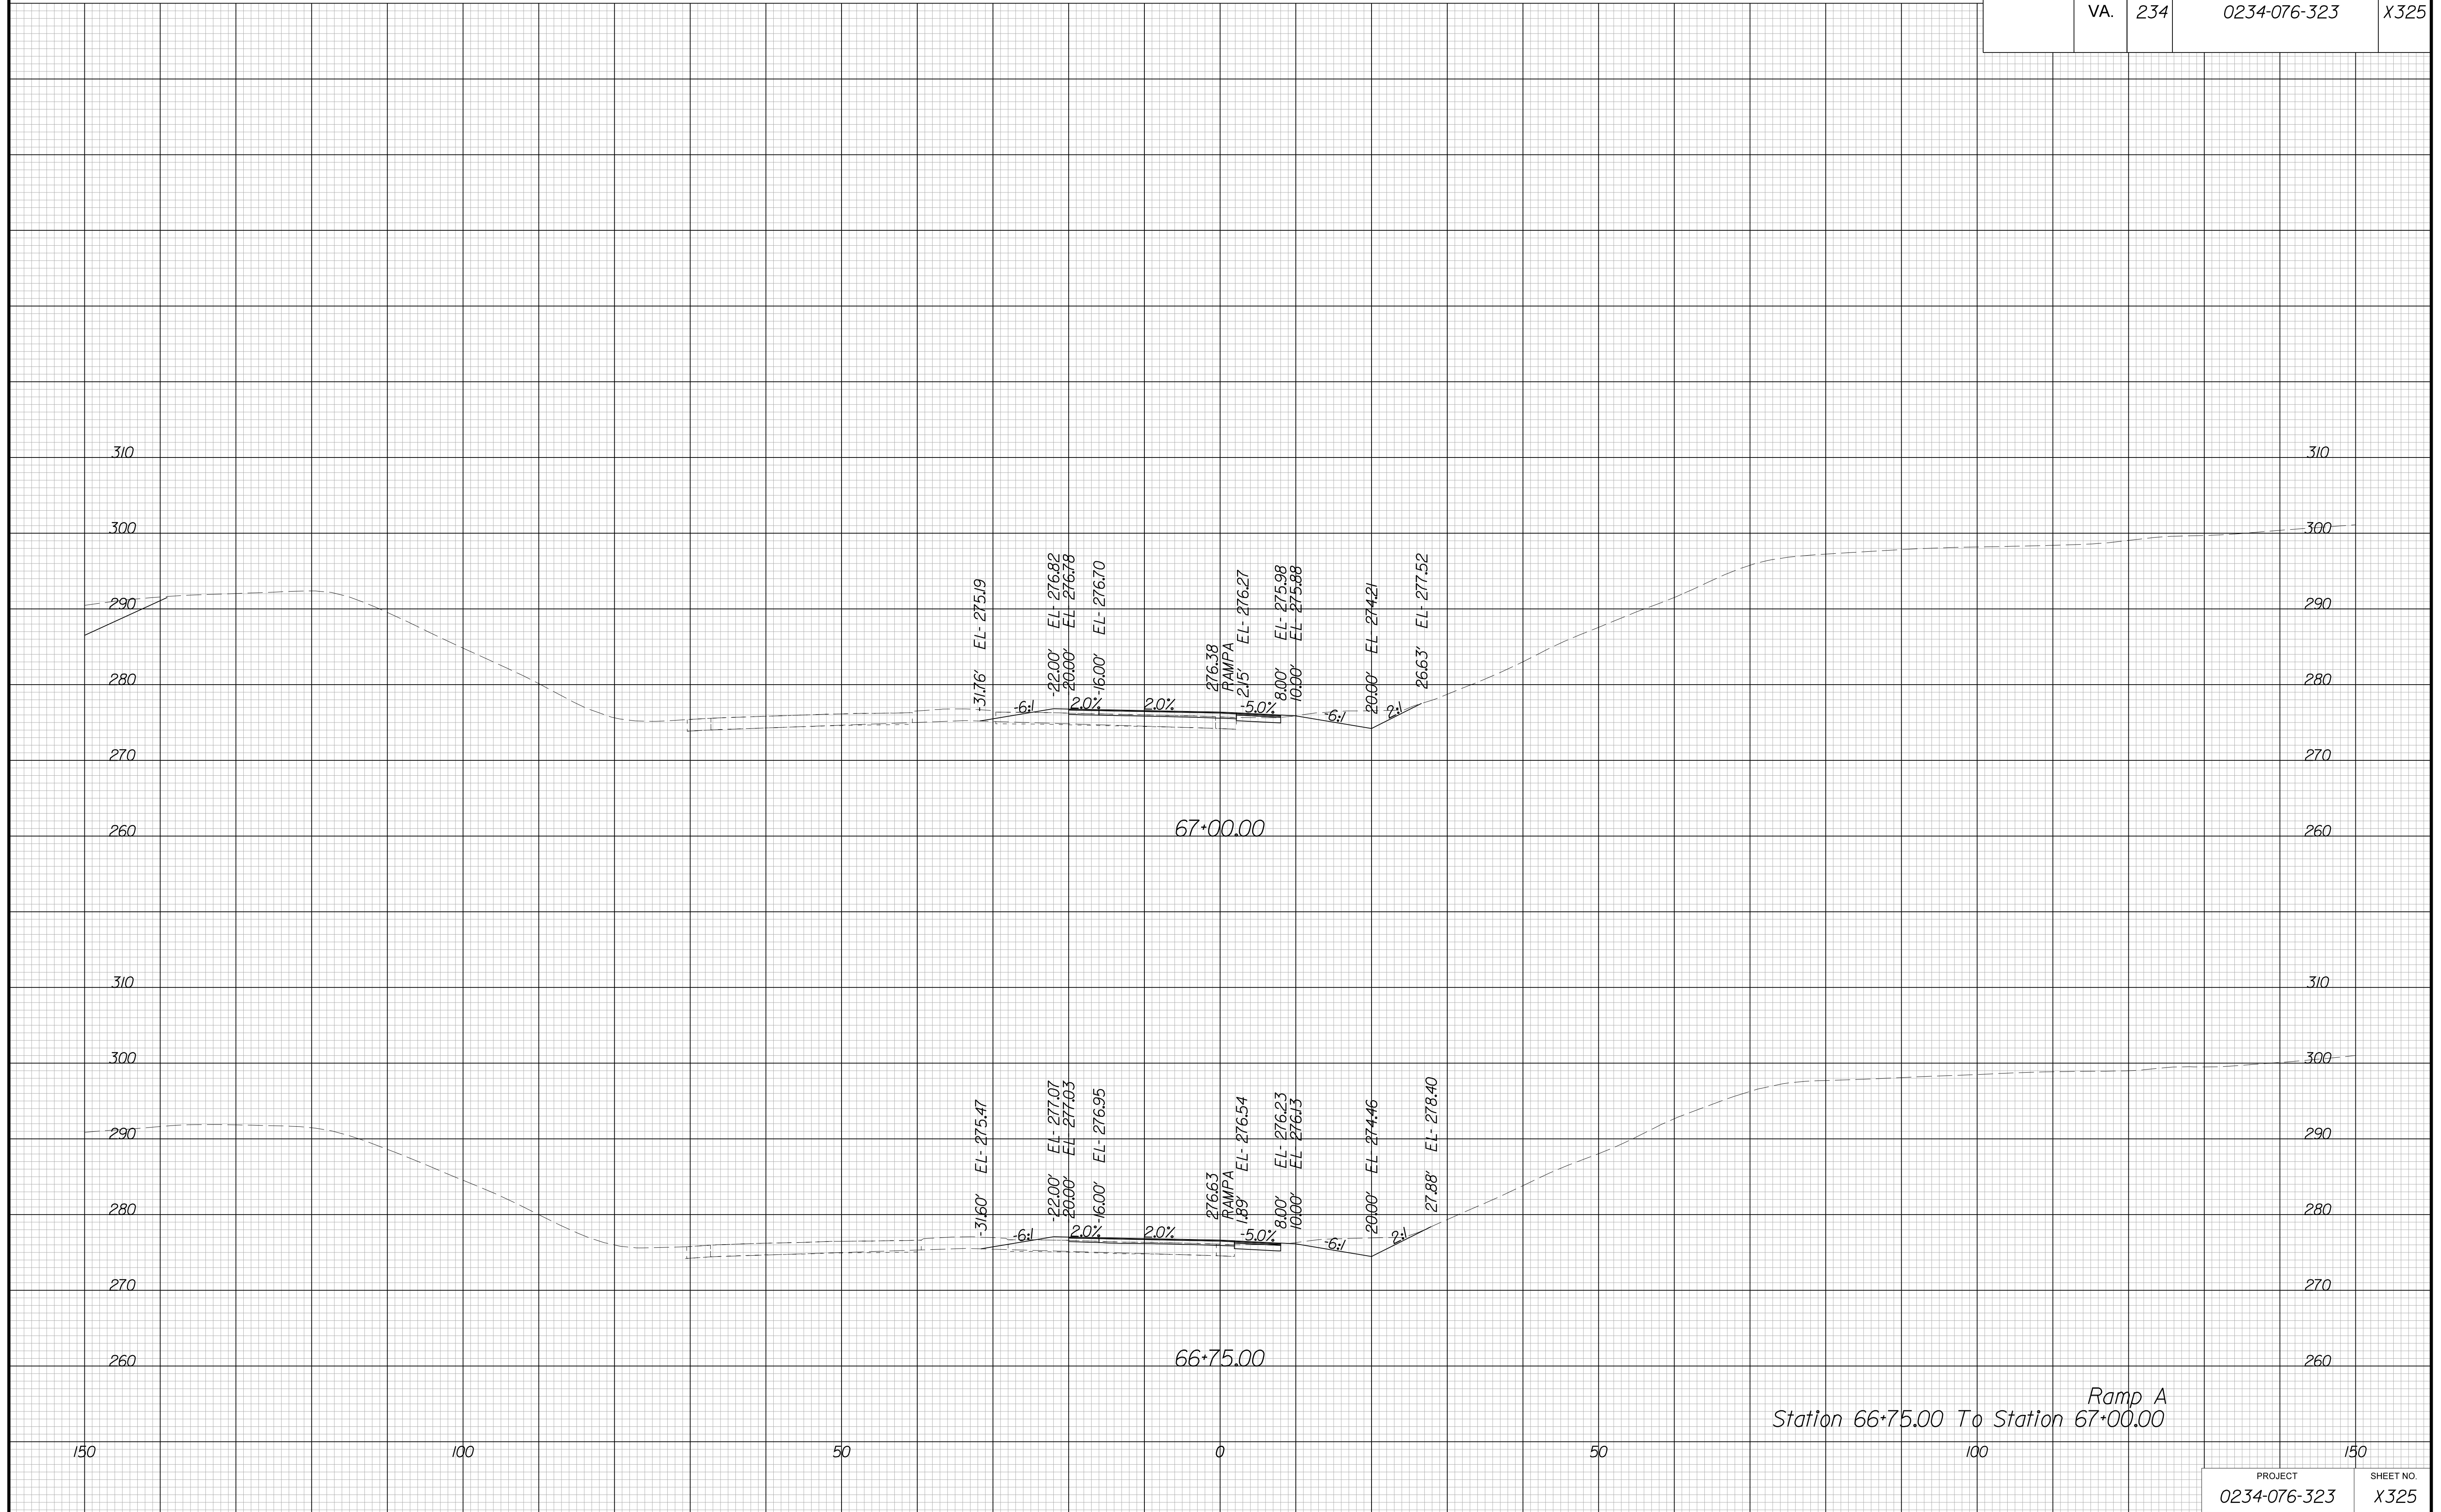 VA. 234 0234-076-323 X325
310 310
300 300
290 290
280 280
270 270
260 260
-31.76' EL- 275.19
-22.00' EL- 276.82
20.00' EL 276.78
-16.00' EL- 276.70
276.38
RAMPA
2.15' EL- 276.27
8.00' EL- 275.98
10.00' EL 275.88
20.00' EL 274.21
26.63' EL- 277.52
-6:1 2.0% 2.0% -5.0% -6:1 2:1
67+00.00
310 310
300 300
290 290
280 280
270 270
260 260
-31.60' EL- 275.47
-22.00' EL- 277.07
20.00' EL 277.03
-16.00' EL- 276.95
276.63
RAMPA
1.89' EL- 276.54
8.00' EL- 276.23
10.00' EL 276.13
20.00' EL- 274.46
27.88' EL- 278.40
-6:1 2.0% 2.0% -5.0% -6:1 2:1
66+75.00
Ramp A
Station 66+75.00 To Station 67+00.00
150 100 50 0 50 100 150
PROJECT SHEET NO.
0234-076-323 X325